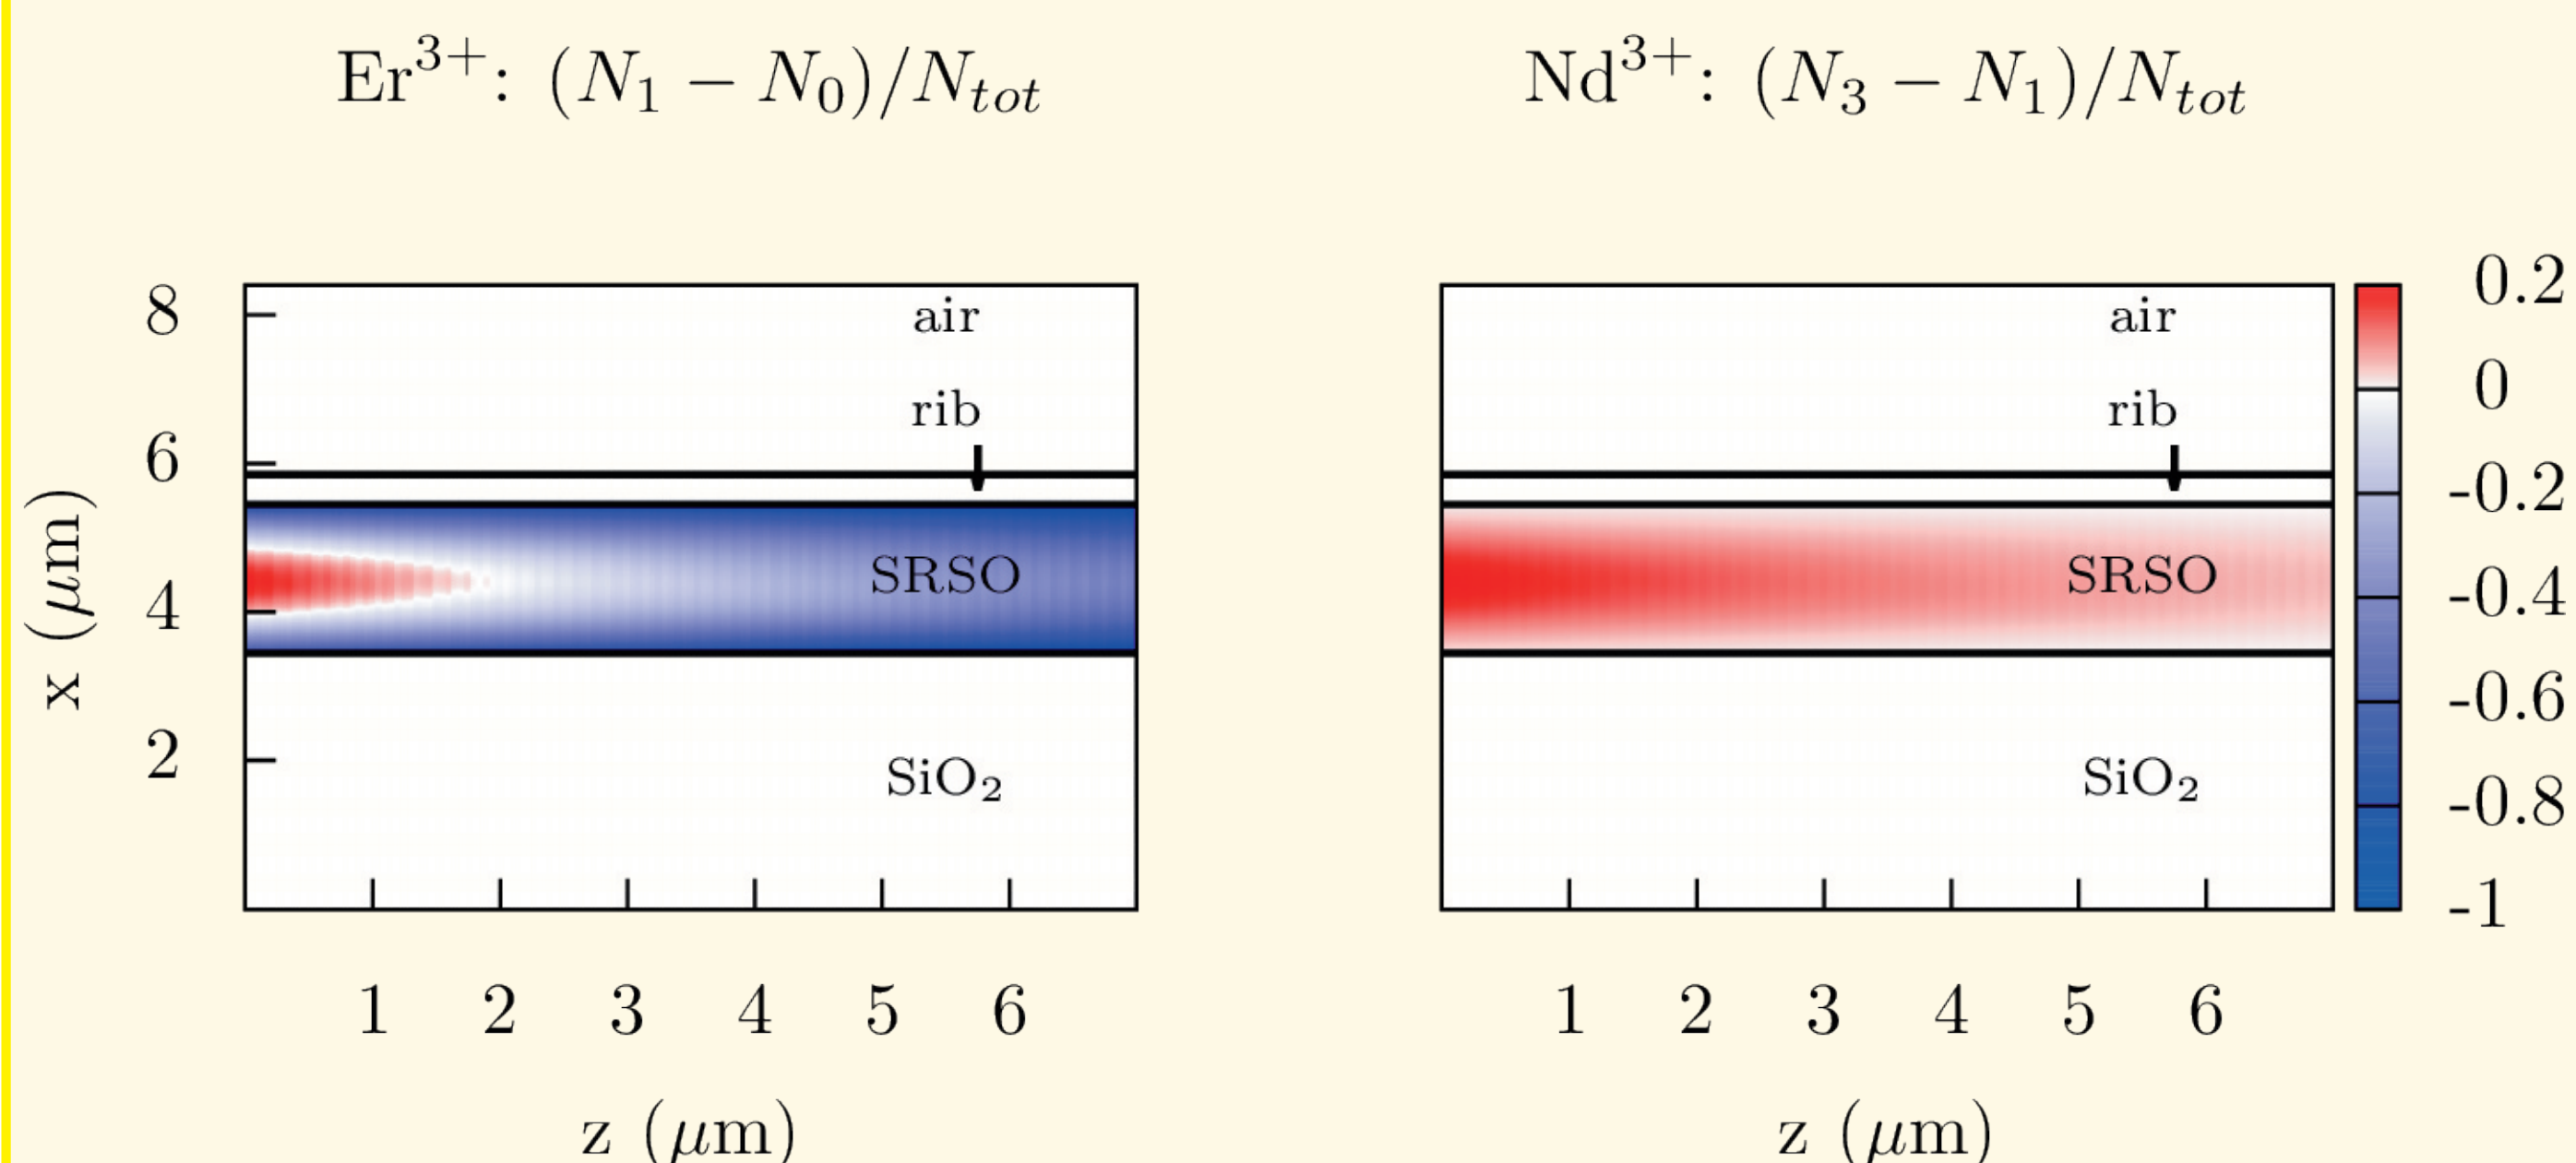 Er³⁺: (N₁ − N₀)/Nₜₒₜ
Nd³⁺: (N₃ − N₁)/Nₜₒₜ
x (μm)
8
6
4
2
air
rib
SRSO
SiO₂
1 2 3 4 5 6
z (μm)
air
rib
SRSO
SiO₂
1 2 3 4 5 6
z (μm)
0.2
0
-0.2
-0.4
-0.6
-0.8
-1